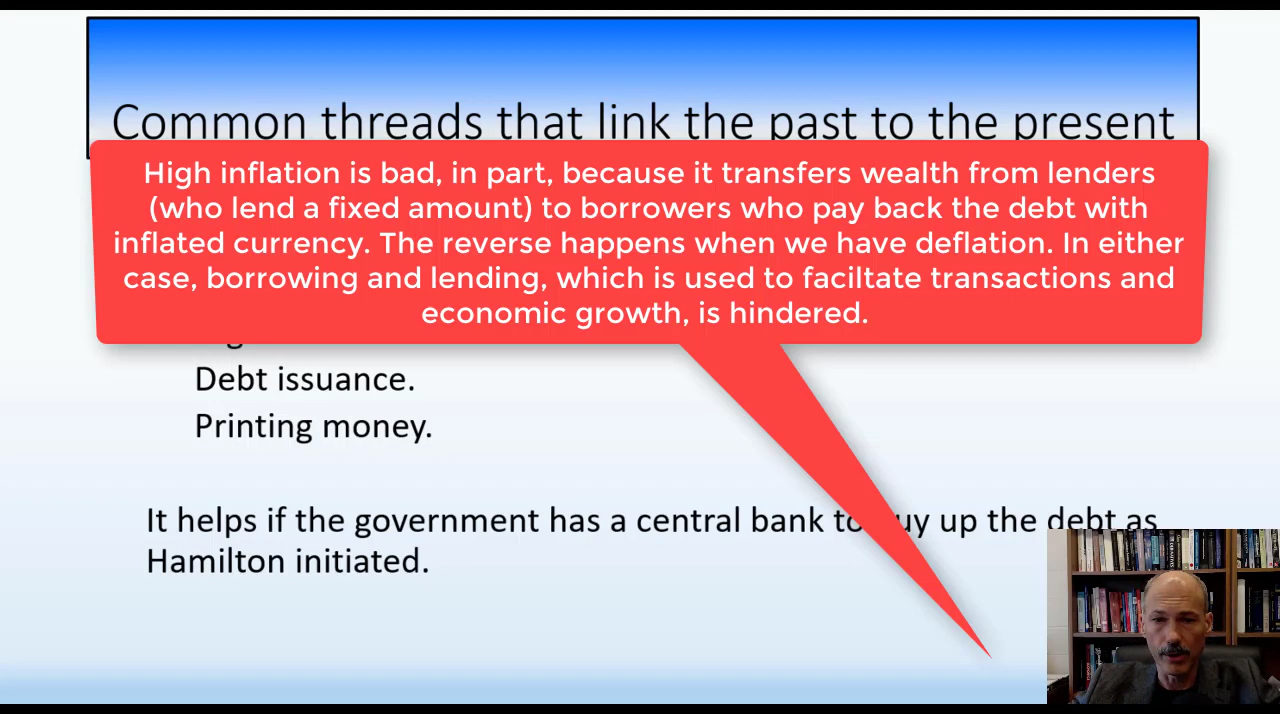 Common threads that link the past to the present
High inflation is bad, in part, because it transfers wealth from lenders
(who lend a fixed amount) to borrowers who pay back the debt with
inflated currency. The reverse happens when we have deflation. In either
case, borrowing and lending, which is used to faciltate transactions and
economic growth, is hindered.
Debt issuance.
Printing money.
It helps if the government has a central bank to buy up the debt as
Hamilton initiated.